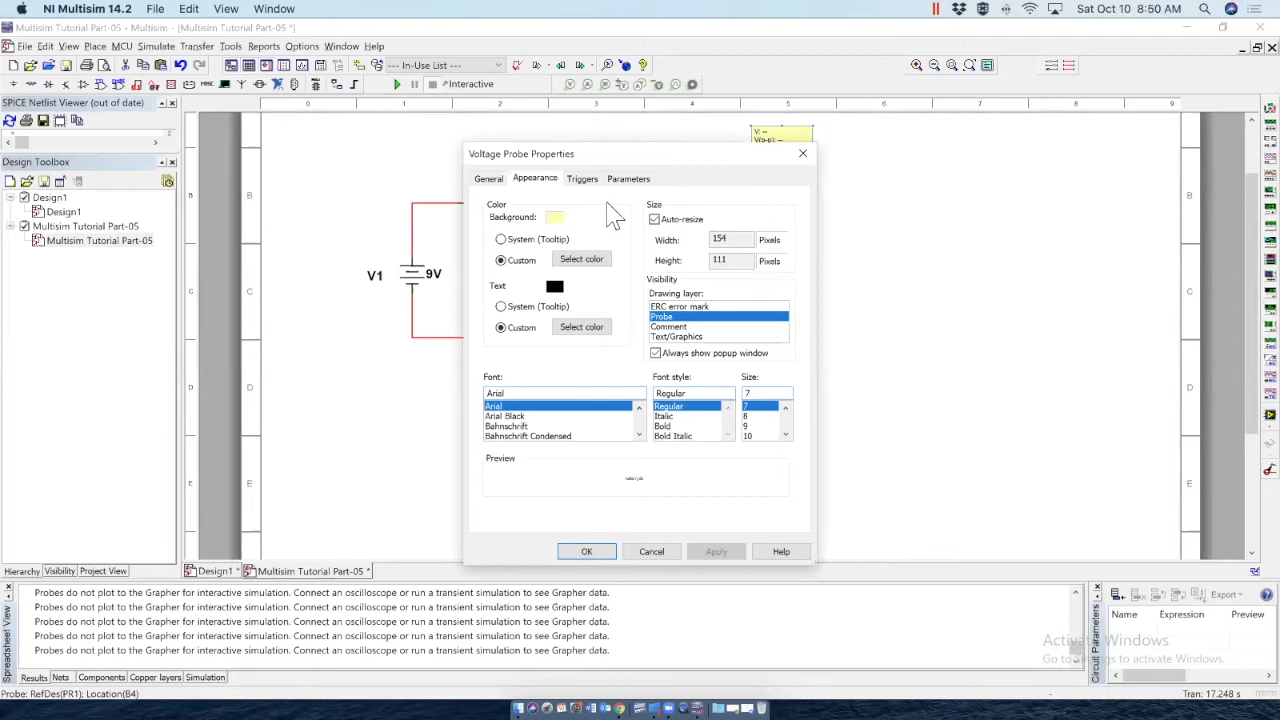 NI Multisim 14.2 File Edit View Window Sat Oct 10 8:50 AM
Multisim Tutorial Part-05 - Multisim - [Multisim Tutorial Part-05 *]
File Edit View Place MCU Simulate Transfer Tools Reports Options Window Help
--- In-Use List ---
Interactive
SPICE Netlist Viewer (out of date)
0 1 2 3 4 5 6 7 8 9
V: --
V(p-p): --
Design Toolbox
Design1
Design1
Multisim Tutorial Part-05
Multisim Tutorial Part-05
B B B
C C C
D D D
E E E
V1 9V
Voltage Probe Properties
General Appearance Triggers Parameters
Color
Background:
System (Tooltip)
Custom Select color
Text
System (Tooltip)
Custom Select color
Size
Auto-resize
Width: 154 Pixels
Height: 111 Pixels
Visibility
Drawing layer:
ERC error mark
Probe
Comment
Text/Graphics
Always show popup window
Font: Font style: Size:
Arial Regular 7
Arial Regular 7
Arial Black Italic 8
Bahnschrift Bold 9
Bahnschrift Condensed Bold Italic 10
Preview
OK Cancel Apply Help
Hierarchy Visibility Project View
Design1 * Multisim Tutorial Part-05 *
Probes do not plot to the Grapher for interactive simulation. Connect an oscilloscope or run a transient simulation to see Grapher data.
Probes do not plot to the Grapher for interactive simulation. Connect an oscilloscope or run a transient simulation to see Grapher data.
Probes do not plot to the Grapher for interactive simulation. Connect an oscilloscope or run a transient simulation to see Grapher data.
Probes do not plot to the Grapher for interactive simulation. Connect an oscilloscope or run a transient simulation to see Grapher data.
Probes do not plot to the Grapher for interactive simulation. Connect an oscilloscope or run a transient simulation to see Grapher data.
Spreadsheet View
Results Nets Components Copper layers Simulation
Circuit Parameters
Export
Name Expression Preview
Activate Windows
Go to Settings to activate Windows.
Probe: RefDes(PR1); Location(B4) - Tran: 17.248 s